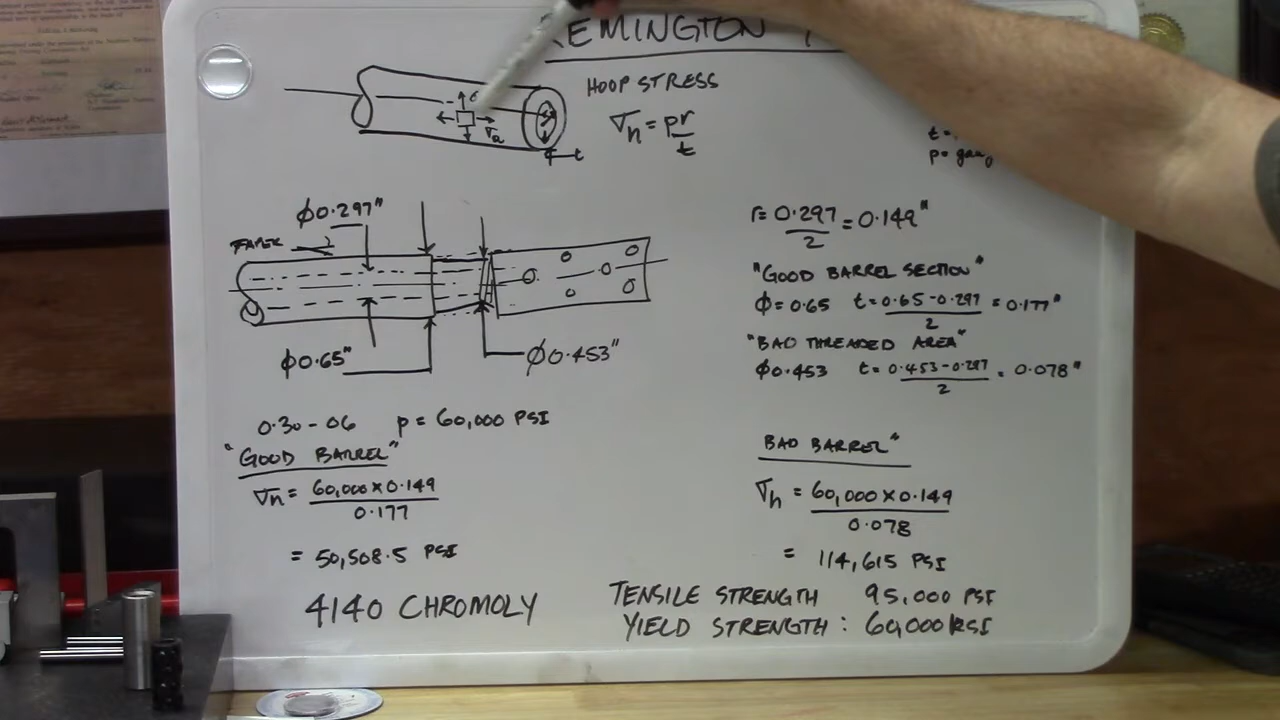 REMINGTON
HOOP STRESS
σh = pr/t
σa
t
t=
p= gaug
φ0.297"
TAPER
φ0.65"
φ0.453"
r= 0.297/2 = 0.149"
"GOOD BARREL SECTION"
φ=0.65 t= 0.65-0.297/2 = 0.177"
"BAD THREADED AREA"
φ0.453 t= 0.453-0.297/2 = 0.078"
0.30-06 p = 60,000 PSI
"GOOD BARREL"
σh = 60,000 x 0.149/0.177
= 50,508.5 PSI
BAD BARREL"
σh = 60,000 x 0.149/0.078
= 114,615 PSI
4140 CHROMOLY
TENSILE STRENGTH 95,000 PSI
YIELD STRENGTH : 60,000 KSI